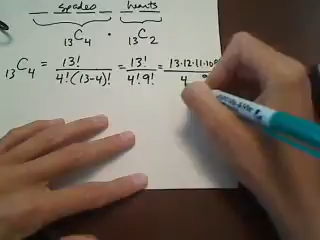 spades hearts
₁₃C₄ · ₁₃C₂
₁₃C₄ = 13! / 4!(13-4)! = 13! / 4!9! = 13·12·11·10 / 4